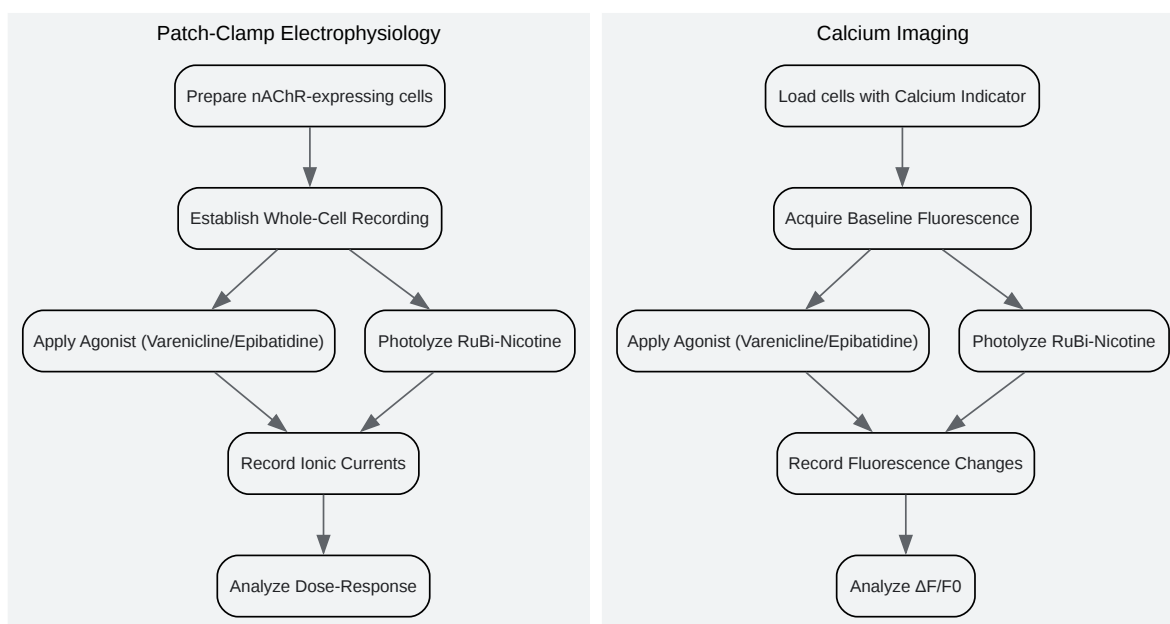 Patch-Clamp Electrophysiology
Prepare nAChR-expressing cells
Establish Whole-Cell Recording
Apply Agonist (Varenicline/Epibatidine)
Photolyze RuBi-Nicotine
Record Ionic Currents
Analyze Dose-Response
Calcium Imaging
Load cells with Calcium Indicator
Acquire Baseline Fluorescence
Apply Agonist (Varenicline/Epibatidine)
Photolyze RuBi-Nicotine
Record Fluorescence Changes
Analyze ΔF/F0